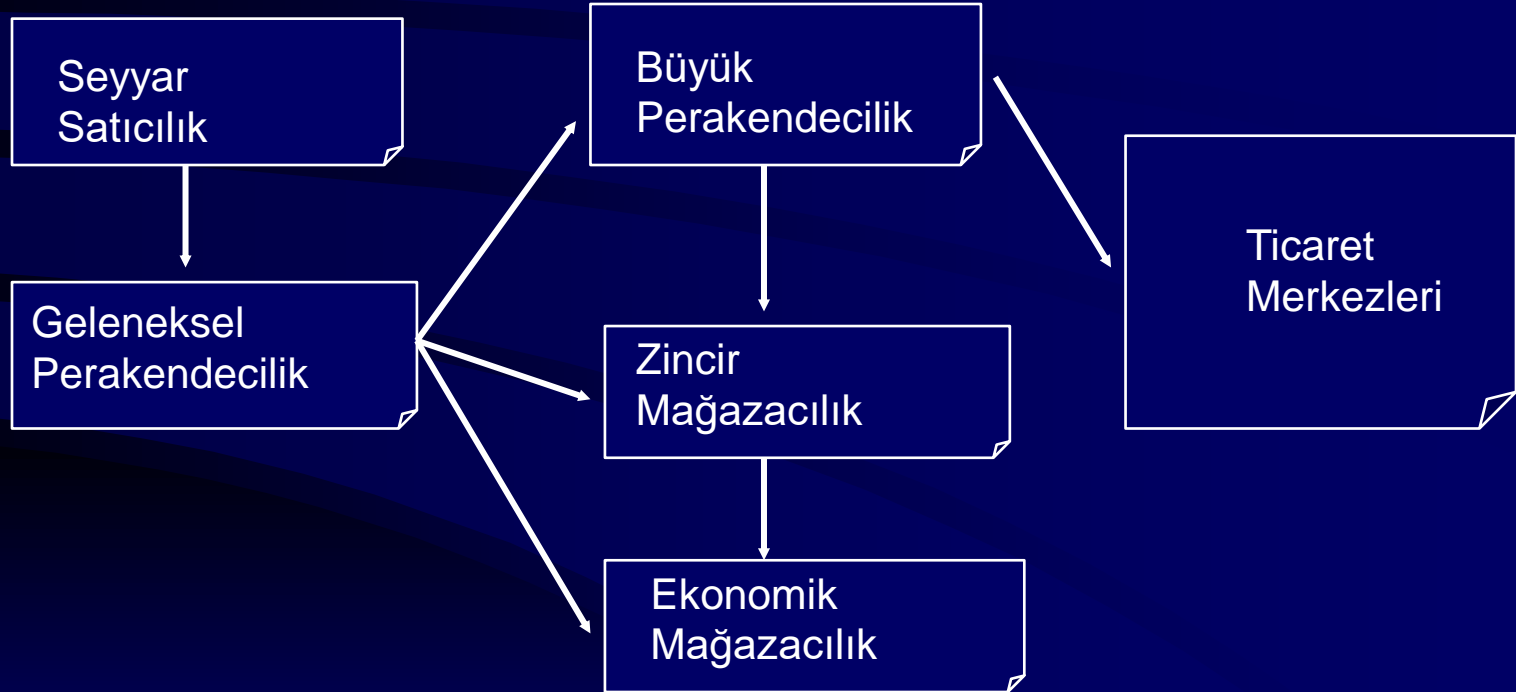 Seyyar
Satıcılık
Büyük
Perakendecilik
Ticaret
Merkezleri
Geleneksel
Perakendecilik
Zincir
Mağazacılık
Ekonomik
Mağazacılık